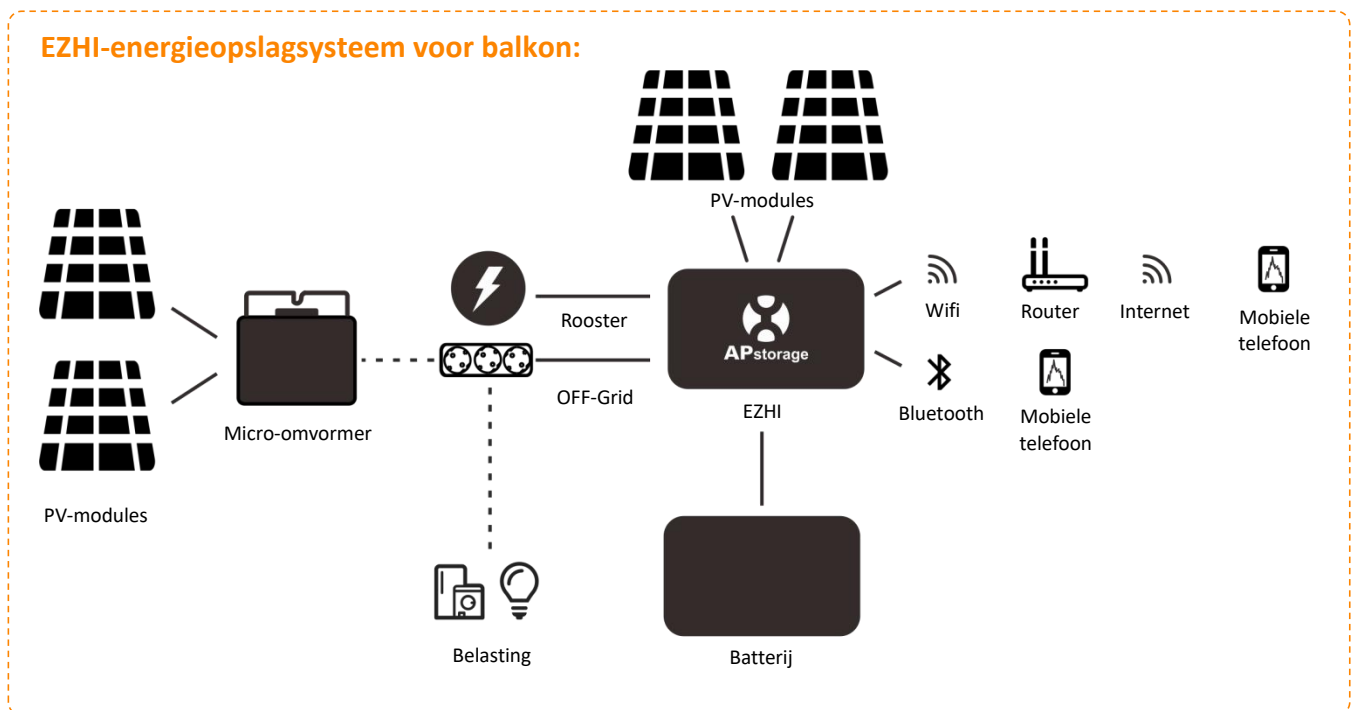 EZHI-energieopslagsysteem voor balkon:
PV-modules
Rooster
Wifi
Router
Internet
Mobiele
telefoon
APstorage
OFF-Grid
EZHI
Bluetooth
Mobiele
telefoon
Micro-omvormer
PV-modules
Belasting
Batterij